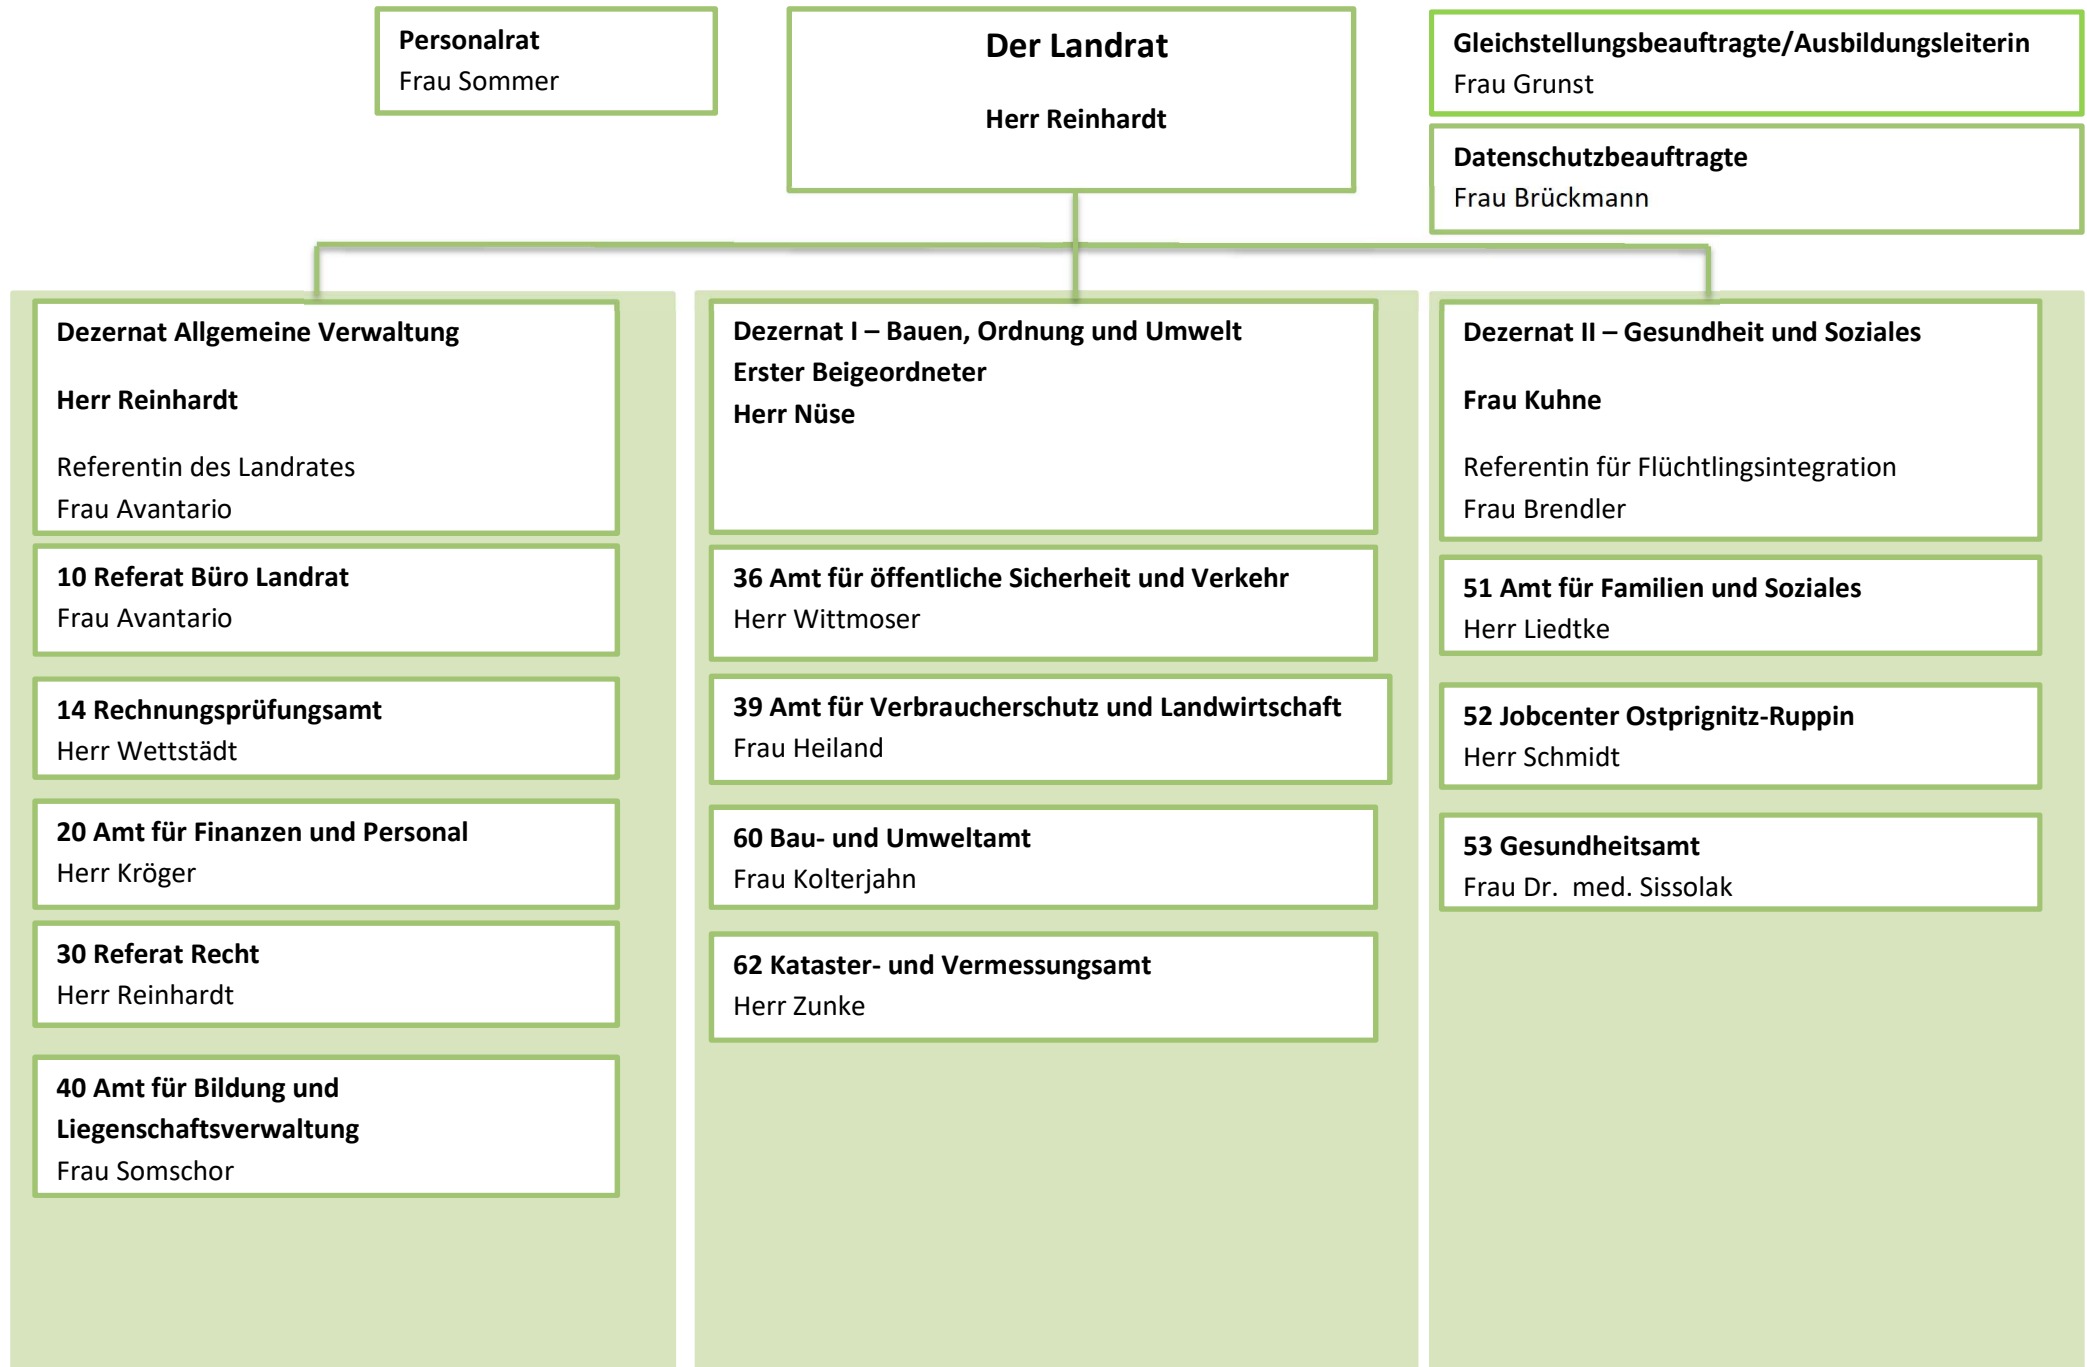 Personalrat
Frau Sommer
Der Landrat
Herr Reinhardt
Gleichstellungsbeauftragte/Ausbildungsleiterin
Frau Grunst
Datenschutzbeauftragte
Frau Brückmann
Dezernat Allgemeine Verwaltung
Herr Reinhardt
Referentin des Landrates
Frau Avantario
10 Referat Büro Landrat
Frau Avantario
14 Rechnungsprüfungsamt
Herr Wettstädt
20 Amt für Finanzen und Personal
Herr Kröger
30 Referat Recht
Herr Reinhardt
40 Amt für Bildung und
Liegenschaftsverwaltung
Frau Somschor
Dezernat I – Bauen, Ordnung und Umwelt
Erster Beigeordneter
Herr Nüse
36 Amt für öffentliche Sicherheit und Verkehr
Herr Wittmoser
39 Amt für Verbraucherschutz und Landwirtschaft
Frau Heiland
60 Bau- und Umweltamt
Frau Kolterjahn
62 Kataster- und Vermessungsamt
Herr Zunke
Dezernat II – Gesundheit und Soziales
Frau Kuhne
Referentin für Flüchtlingsintegration
Frau Brendler
51 Amt für Familien und Soziales
Herr Liedtke
52 Jobcenter Ostprignitz-Ruppin
Herr Schmidt
53 Gesundheitsamt
Frau Dr.  med. Sissolak